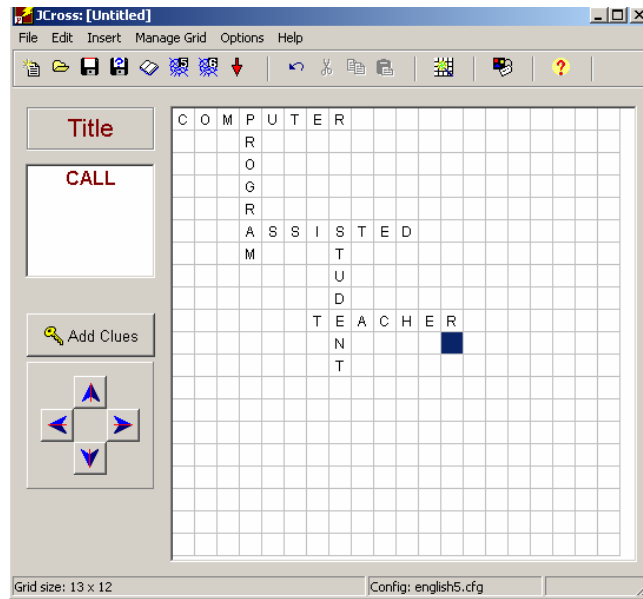 JCross: [Untitled]
File Edit Insert Manage Grid Options Help
Title
CALL
C O M P U T E R
R
O
G
R
A S S I S T E D
M T
U
D
T E A C H E R
N
T
Add Clues
Grid size: 13 x 12 Config: english5.cfg